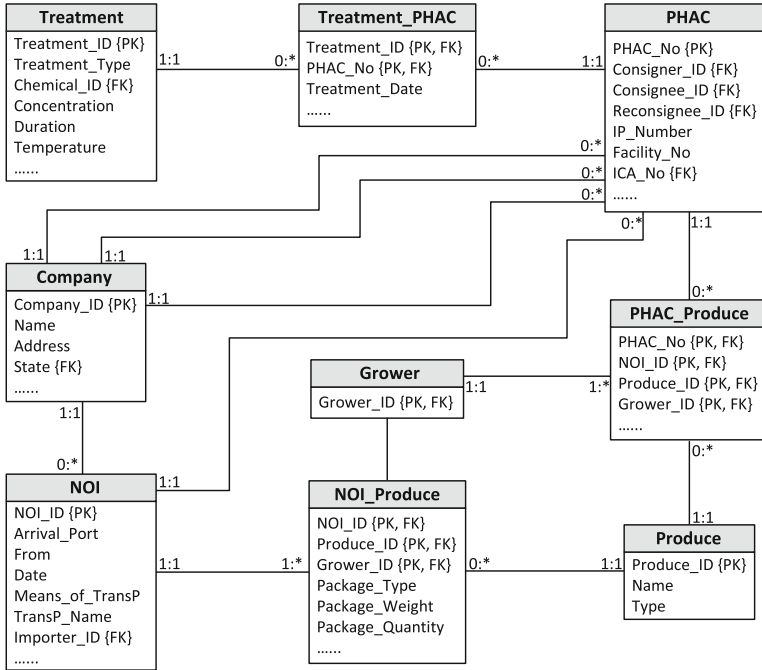 Treatment
Treatment_ID {PK}
Treatment_Type
Chemical_ID {FK}
Concentration
Duration
Temperature
......
1:1
0:*
Treatment_PHAC
Treatment_ID {PK, FK}
PHAC_No {PK, FK}
Treatment_Date
......
0:*
1:1
PHAC
PHAC_No {PK}
Consigner_ID {FK}
Consignee_ID {FK}
Reconsignee_ID {FK}
IP_Number
Facility_No
ICA_No {FK}
......
0:*
0:*
0:*
0:*
1:1
1:1
1:1
1:1
Company
Company_ID {PK}
Name
Address
State {FK}
......
1:1
0:*
0:*
PHAC_Produce
PHAC_No {PK, FK}
NOI_ID {PK, FK}
Produce_ID {PK, FK}
Grower_ID {PK, FK}
......
Grower
Grower_ID {PK, FK}
1:1
1:*
0:*
1:1
NOI
NOI_ID {PK}
Arrival_Port
From
Date
Means_of_TransP
TransP_Name
Importer_ID {FK}
......
1:1
1:1
1:*
NOI_Produce
NOI_ID {PK, FK}
Produce_ID {PK, FK}
Grower_ID {PK, FK}
Package_Type
Package_Weight
Package_Quantity
......
0:*
1:1
Produce
Produce_ID {PK}
Name
Type